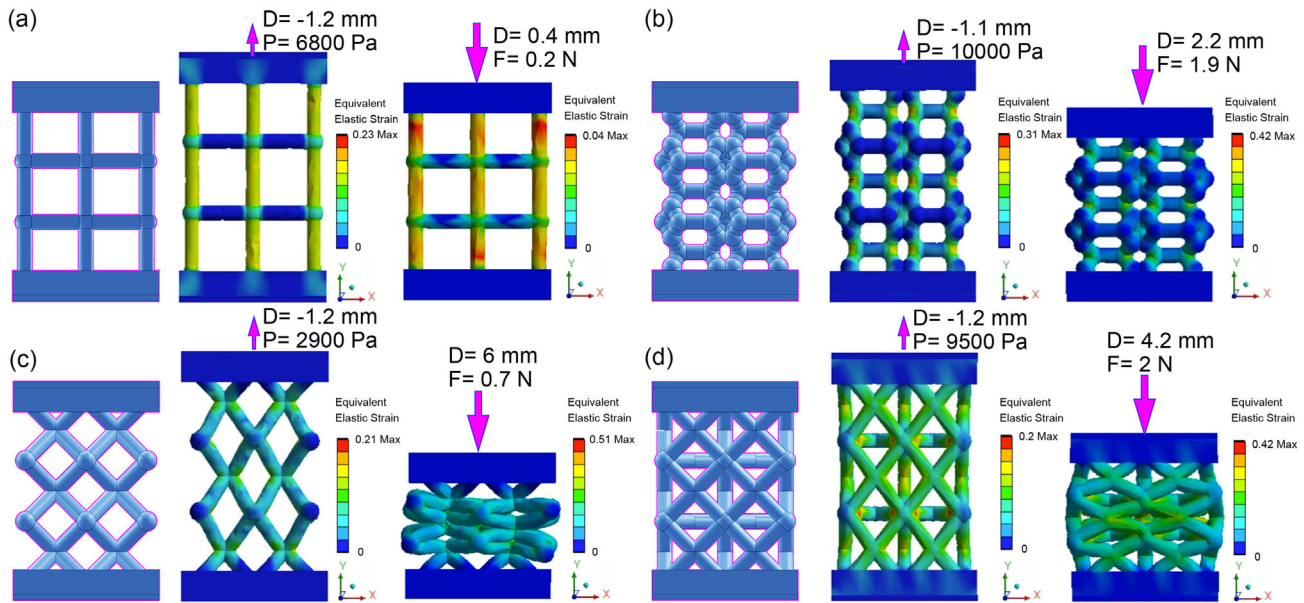 (a)
D= -1.2 mm
P= 6800 Pa
D= 0.4 mm
F= 0.2 N
Equivalent
Elastic Strain
0.23 Max
0
Y
Z
X
Equivalent
Elastic Strain
0.04 Max
0
Y
Z
X
(b)
D= -1.1 mm
P= 10000 Pa
D= 2.2 mm
F= 1.9 N
Equivalent
Elastic Strain
0.31 Max
0
Y
Z
X
Equivalent
Elastic Strain
0.42 Max
0
Y
Z
X
(c)
D= -1.2 mm
P= 2900 Pa
D= 6 mm
F= 0.7 N
Equivalent
Elastic Strain
0.21 Max
0
Y
Z
X
Equivalent
Elastic Strain
0.51 Max
0
Y
Z
X
(d)
D= -1.2 mm
P= 9500 Pa
D= 4.2 mm
F= 2 N
Equivalent
Elastic Strain
0.2 Max
0
Y
Z
X
Equivalent
Elastic Strain
0.42 Max
0
Y
Z
X